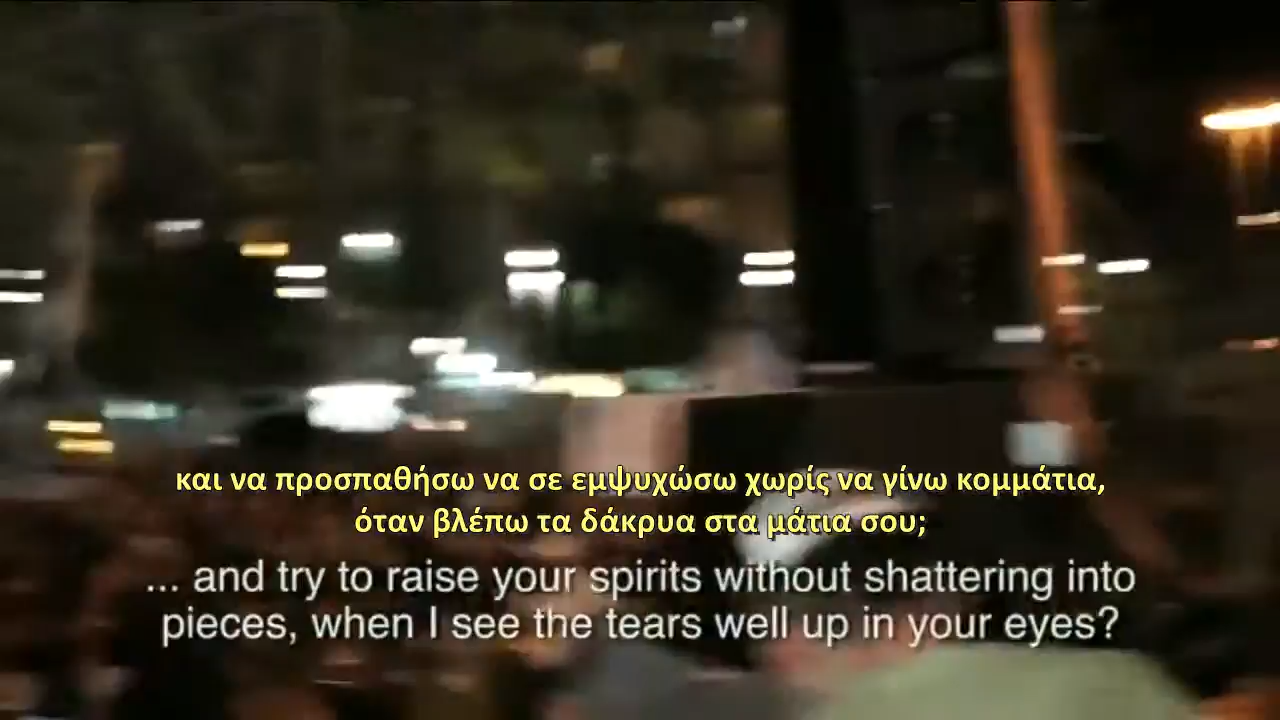 και να προσπαθήσω να σε εμψυχώσω χωρίς να γίνω κομμάτια,
όταν βλέπω τα δάκρυα στα μάτια σου;
... and try to raise your spirits without shattering into
pieces, when I see the tears well up in your eyes?